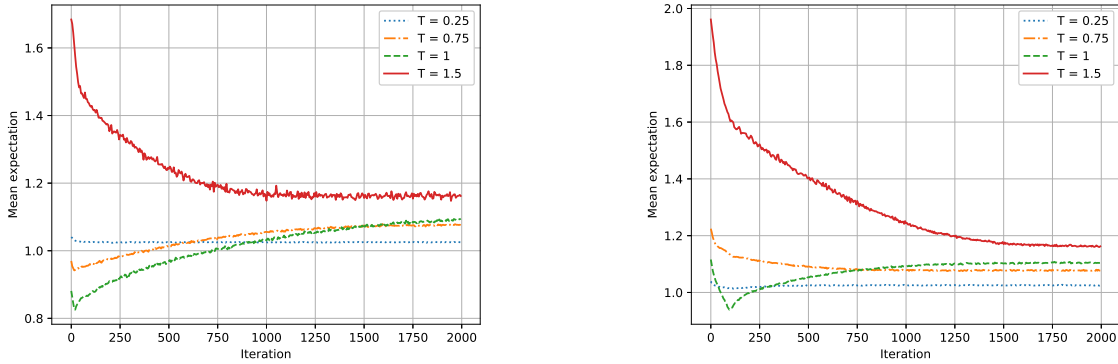 1.6
1.4
1.2
1.0
0.8
Mean expectation
0 250 500 750 1000 1250 1500 1750 2000
Iteration
T = 0.25
T = 0.75
T = 1
T = 1.5
2.0
1.8
1.6
1.4
1.2
1.0
Mean expectation
0 250 500 750 1000 1250 1500 1750 2000
Iteration
T = 0.25
T = 0.75
T = 1
T = 1.5